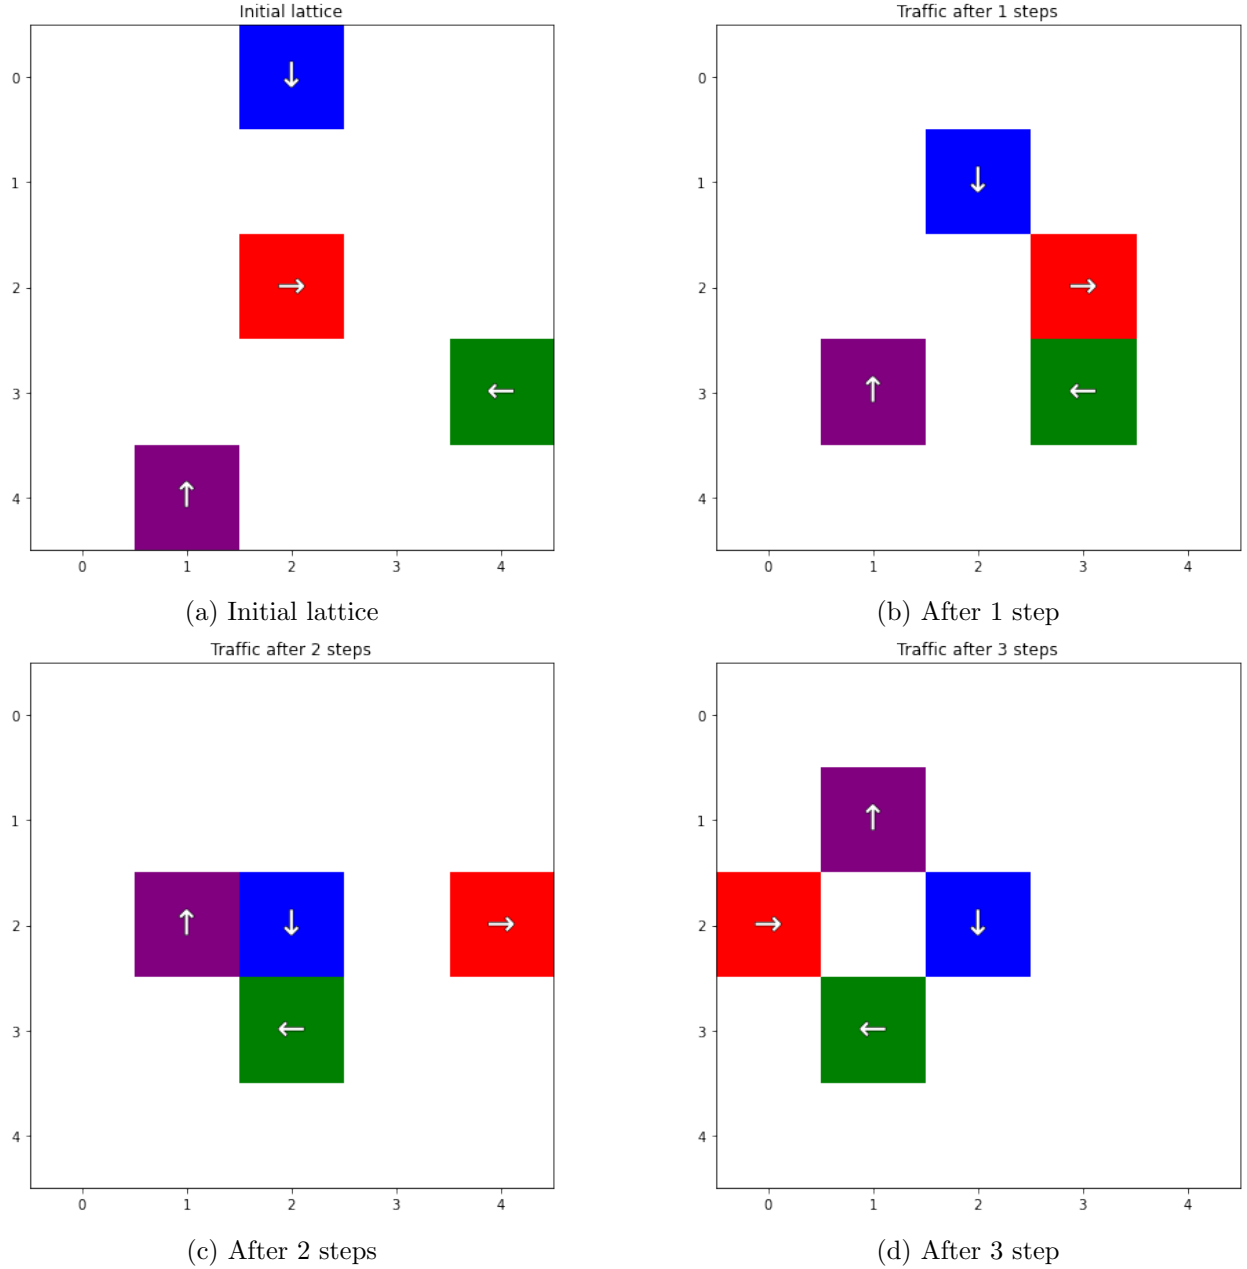 Initial lattice
↓
0
1
→
2
←
3
↑
4
0 1 2 3 4
(a) Initial lattice
Traffic after 1 steps
0
↓
1
→
2
↑ ←
3
4
0 1 2 3 4
(b) After 1 step
Traffic after 2 steps
0
1
↑ ↓ →
2
←
3
4
0 1 2 3 4
(c) After 2 steps
Traffic after 3 steps
0
↑
1
→ ↓
2
←
3
4
0 1 2 3 4
(d) After 3 step